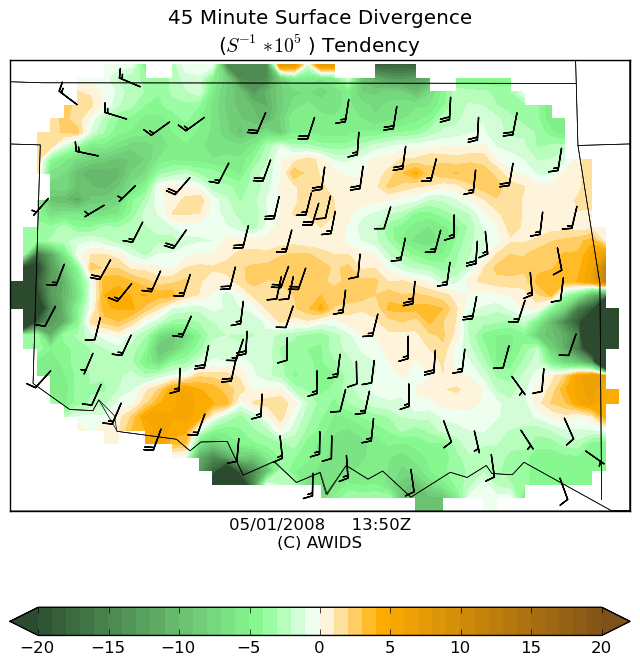 45 Minute Surface Divergence
(S⁻¹ *10⁵ ) Tendency
05/01/2008 13:50Z
(C) AWIDS
−20 −15 −10 −5 0 5 10 15 20